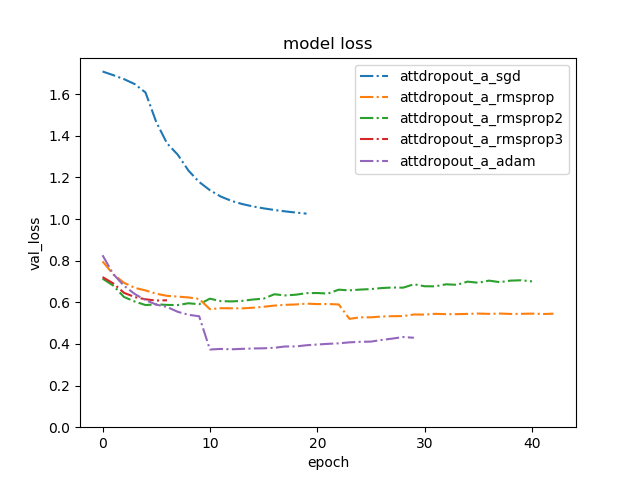 model loss
attdropout_a_sgd
attdropout_a_rmsprop
attdropout_a_rmsprop2
attdropout_a_rmsprop3
attdropout_a_adam
val_loss
1.6
1.4
1.2
1.0
0.8
0.6
0.4
0.2
0.0
0 10 20 30 40
epoch